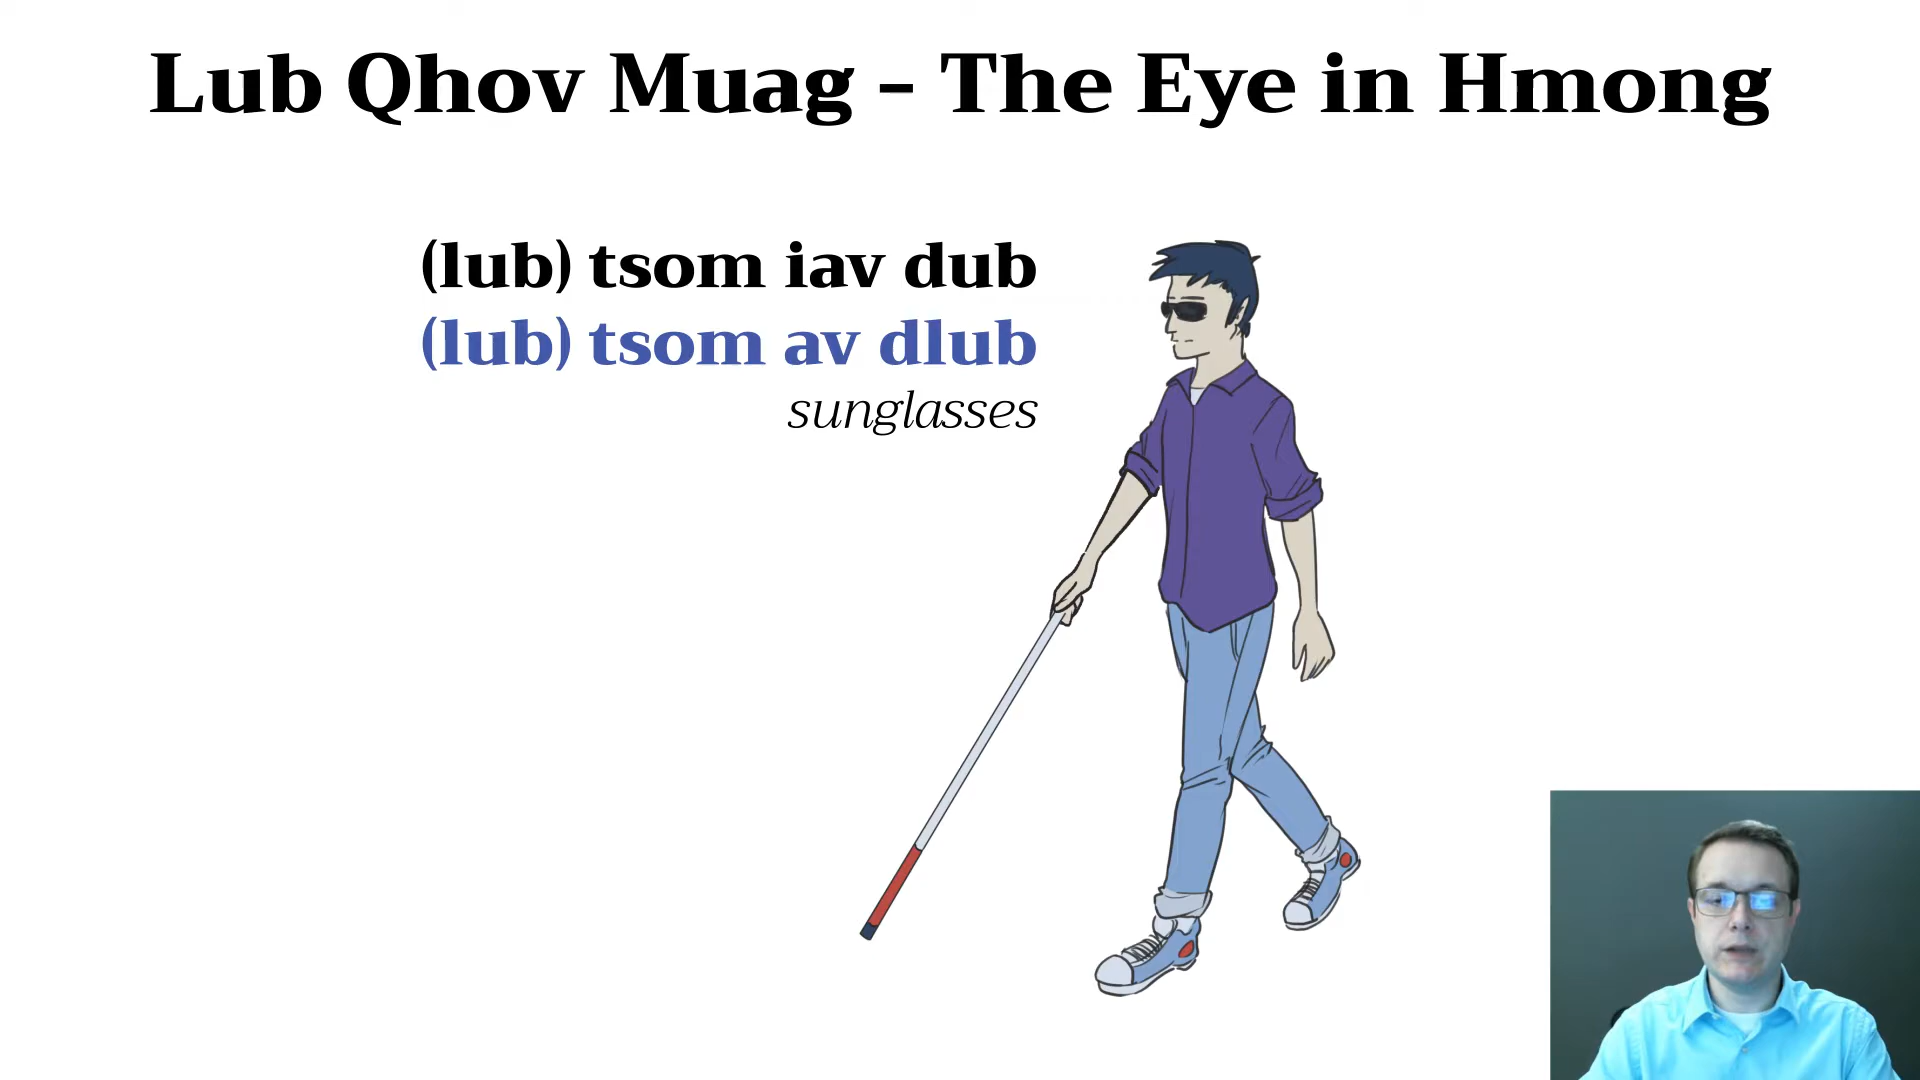 Lub Qhov Muag - The Eye in Hmong
(lub) tsom iav dub
(lub) tsom av dlub
sunglasses